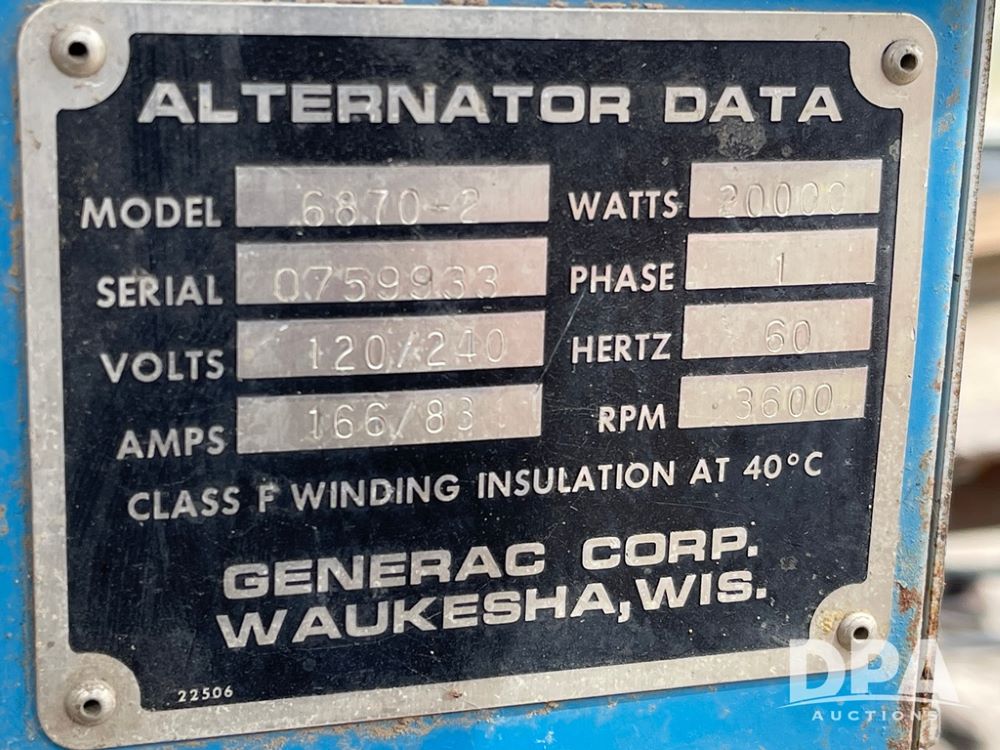 ALTERNATOR DATA
MODEL 6870-2 WATTS 20000
SERIAL 0759933 PHASE 1
VOLTS 120/240 HERTZ 60
AMPS 166/83 RPM 3600
CLASS F WINDING INSULATION AT 40°C
GENERAC CORP.
WAUKESHA, WIS.
22506
DPA
AUCTIONS